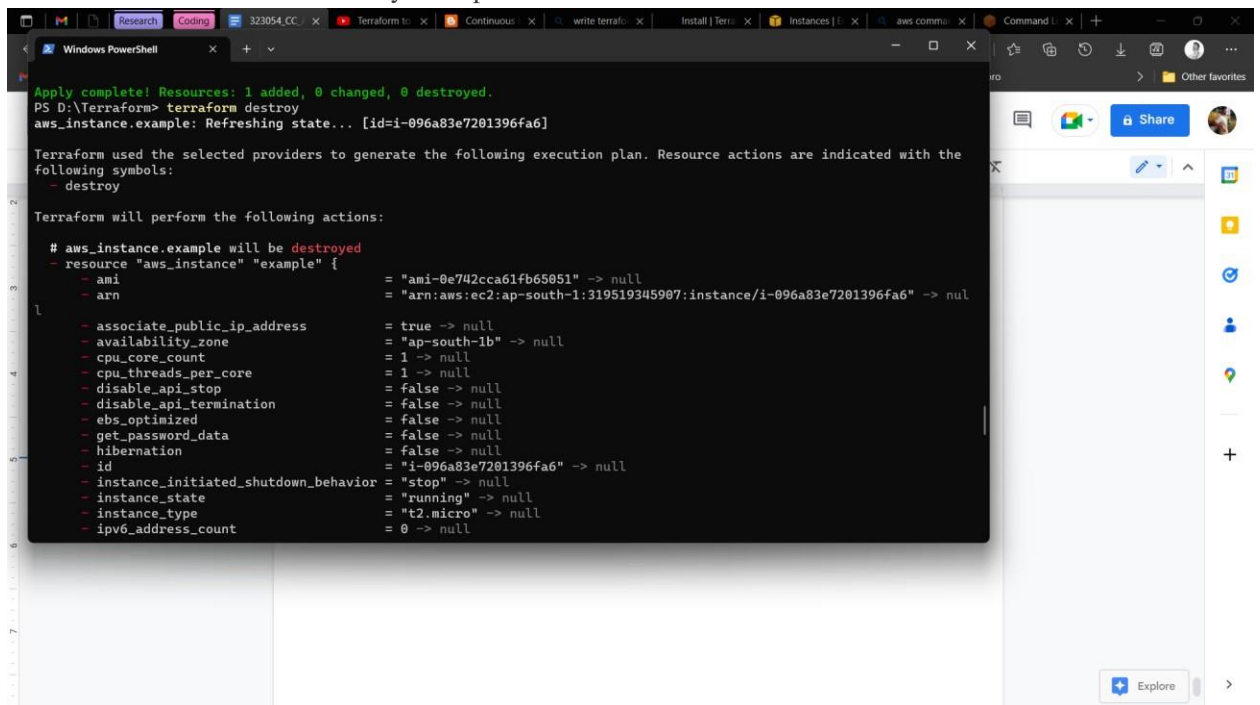 Research
Coding
323054_CC_
Terraform to
Continuous
write terrafor
Install | Terra
Instances | E
aws comman
Command Li
Windows PowerShell
Other favorites
Apply complete! Resources: 1 added, 0 changed, 0 destroyed.
PS D:\Terraform> terraform destroy
aws_instance.example: Refreshing state... [id=i-096a83e7201396fa6]
Share
Terraform used the selected providers to generate the following execution plan. Resource actions are indicated with the
following symbols:
- destroy
Terraform will perform the following actions:
# aws_instance.example will be destroyed
- resource "aws_instance" "example" {
- ami = "ami-0e742cca61fb65051" -> null
- arn = "arn:aws:ec2:ap-south-1:319519345907:instance/i-096a83e7201396fa6" -> nul
l
- associate_public_ip_address = true -> null
- availability_zone = "ap-south-1b" -> null
- cpu_core_count = 1 -> null
- cpu_threads_per_core = 1 -> null
- disable_api_stop = false -> null
- disable_api_termination = false -> null
- ebs_optimized = false -> null
- get_password_data = false -> null
- hibernation = false -> null
- id = "i-096a83e7201396fa6" -> null
- instance_initiated_shutdown_behavior = "stop" -> null
- instance_state = "running" -> null
- instance_type = "t2.micro" -> null
- ipv6_address_count = 0 -> null
Explore